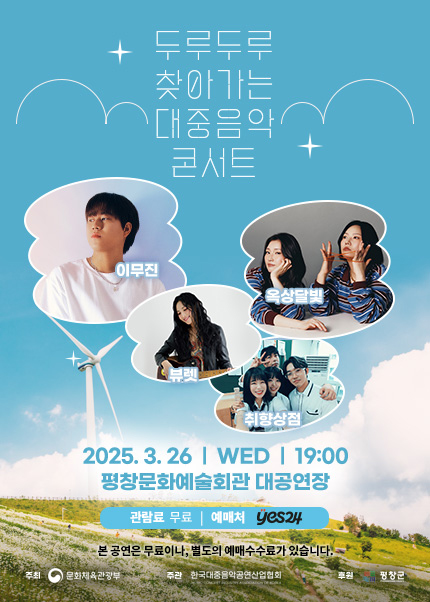 두루두루
찾아가는
대중음악
콘서트
이무진
옥상달빛
뷰렛
취향상점
2025. 3. 26 | WED | 19:00
평창문화예술회관 대공연장
관람료 무료 | 예매처 yes24
본 공연은 무료이나, 별도의 예매수수료가 있습니다.
주최 문화체육관광부 주관 한국대중음악공연산업협회 후원 평창군